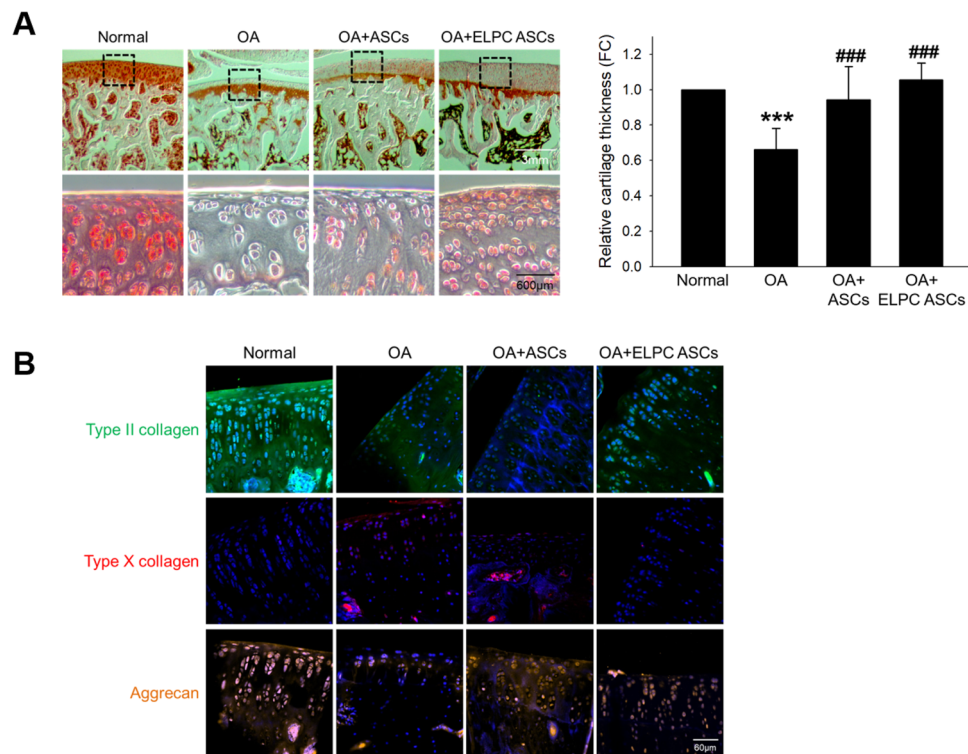 A
Normal
OA
OA+ASCs
OA+ELPC ASCs
3mm
600μm
Relative cartilage thickness (FC)
1.2
1.0
0.8
0.6
0.4
0.2
0.0
***
###
###
Normal
OA
OA+
ASCs
OA+
ELPC ASCs
B
Normal
OA
OA+ASCs
OA+ELPC ASCs
Type II collagen
Type X collagen
Aggrecan
60μm